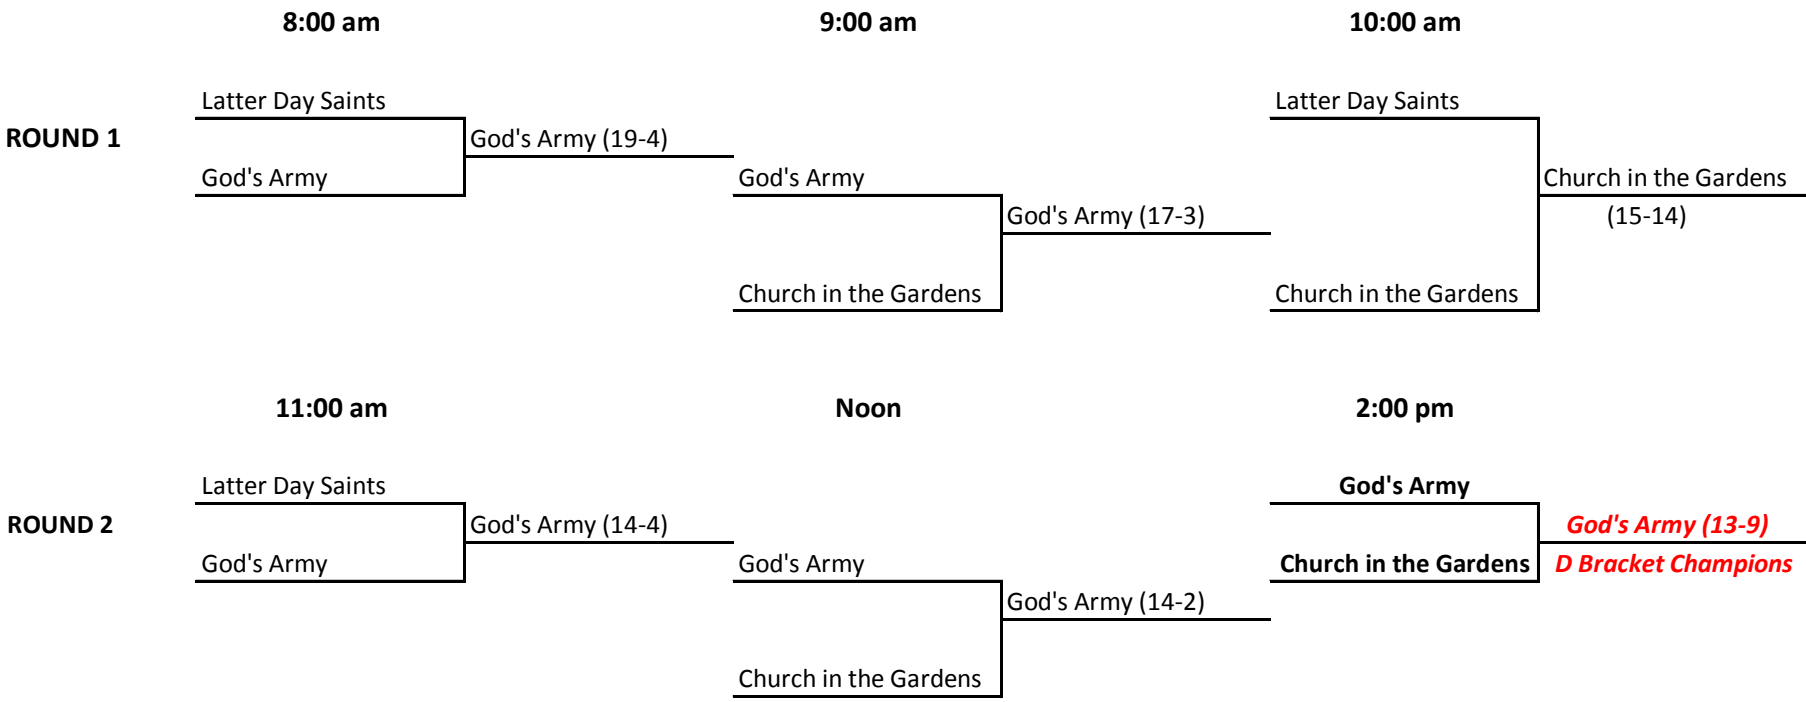 8:00 am 9:00 am 10:00 am
Latter Day Saints Latter Day Saints
ROUND 1 God's Army (19-4)
God's Army God's Army Church in the Gardens
God's Army (17-3) (15-14)
Church in the Gardens Church in the Gardens
11:00 am Noon 2:00 pm
Latter Day Saints God's Army
ROUND 2 God's Army (14-4) God's Army (13-9)
God's Army God's Army Church in the Gardens D Bracket Champions
God's Army (14-2)
Church in the Gardens